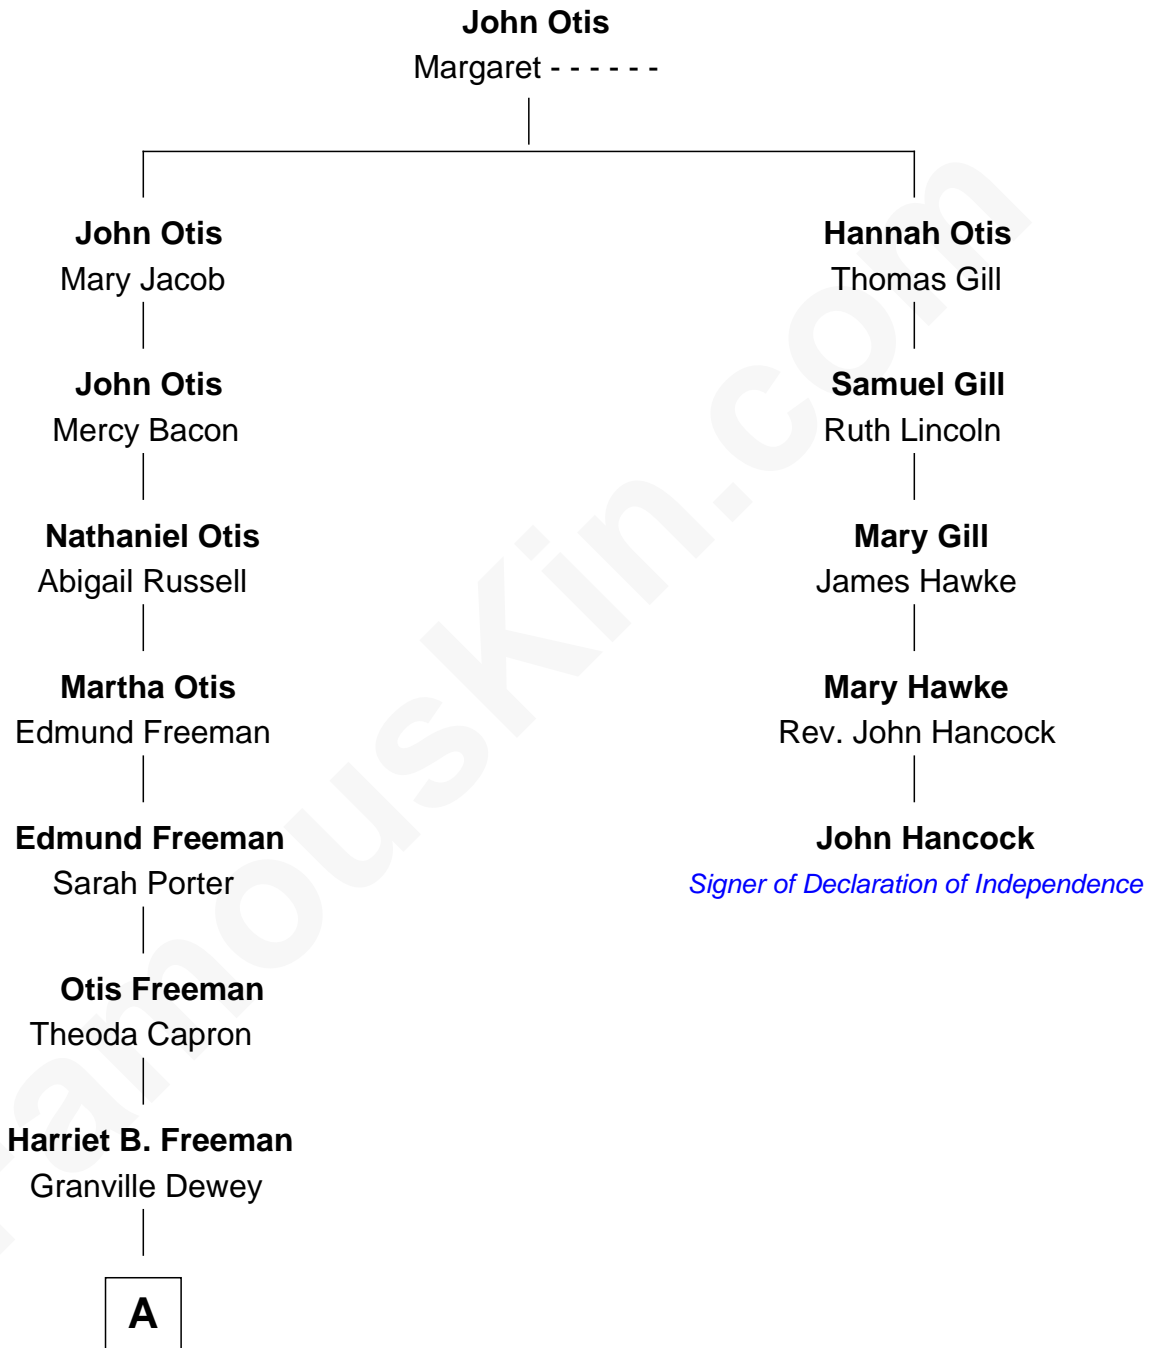 John Otis
Margaret - - - - - -
John Otis
Mary Jacob
Hannah Otis
Thomas Gill
John Otis
Mercy Bacon
Samuel Gill
Ruth Lincoln
Nathaniel Otis
Abigail Russell
Mary Gill
James Hawke
Martha Otis
Edmund Freeman
Mary Hawke
Rev. John Hancock
Edmund Freeman
Sarah Porter
John Hancock
Signer of Declaration of Independence
Otis Freeman
Theoda Capron
Harriet B. Freeman
Granville Dewey
A
FamousKin.com